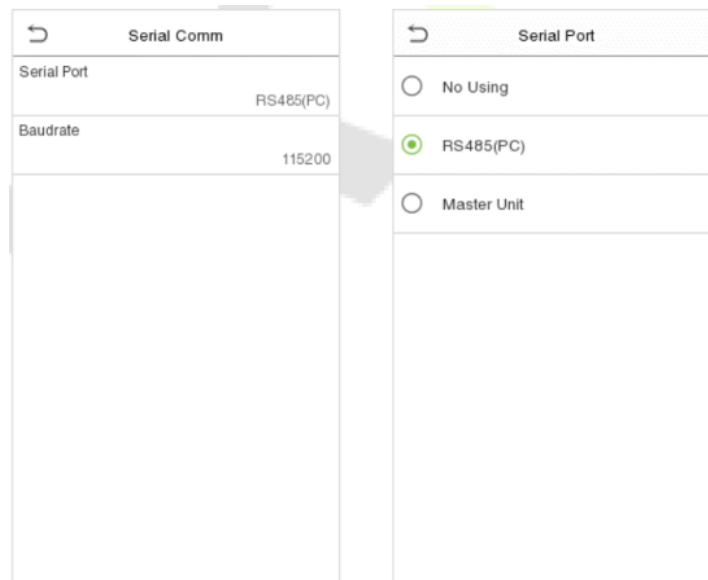 Serial Comm
Serial Port
RS485(PC)
Baudrate
115200
Serial Port
No Using
RS485(PC)
Master Unit